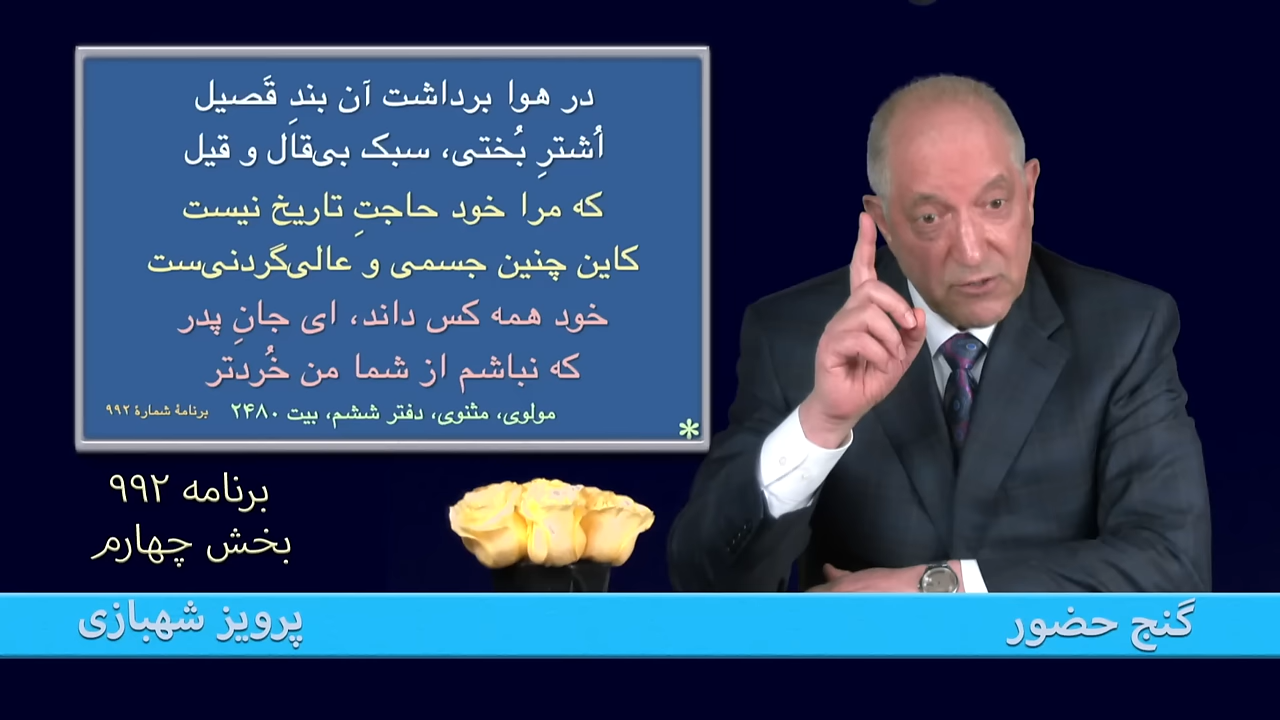 در هوا برداشت آن بندِ قَصیل
اُشترِ بُختی، سبک بی‌قال و قیل
که مرا خود حاجتِ تاریخ نیست
کاین چنین جسمی و عالی‌گردنی‌ست
خود همه کس داند، ای جانِ پدر
که نباشم از شما من خُردتر
مولوی، مثنوی، دفتر ششم، بیت ۲۴۸۰
برنامهٔ شمارهٔ ۹۹۲
*
برنامه ۹۹۲
بخش چهارم
گنج حضور
پرویز شهبازی